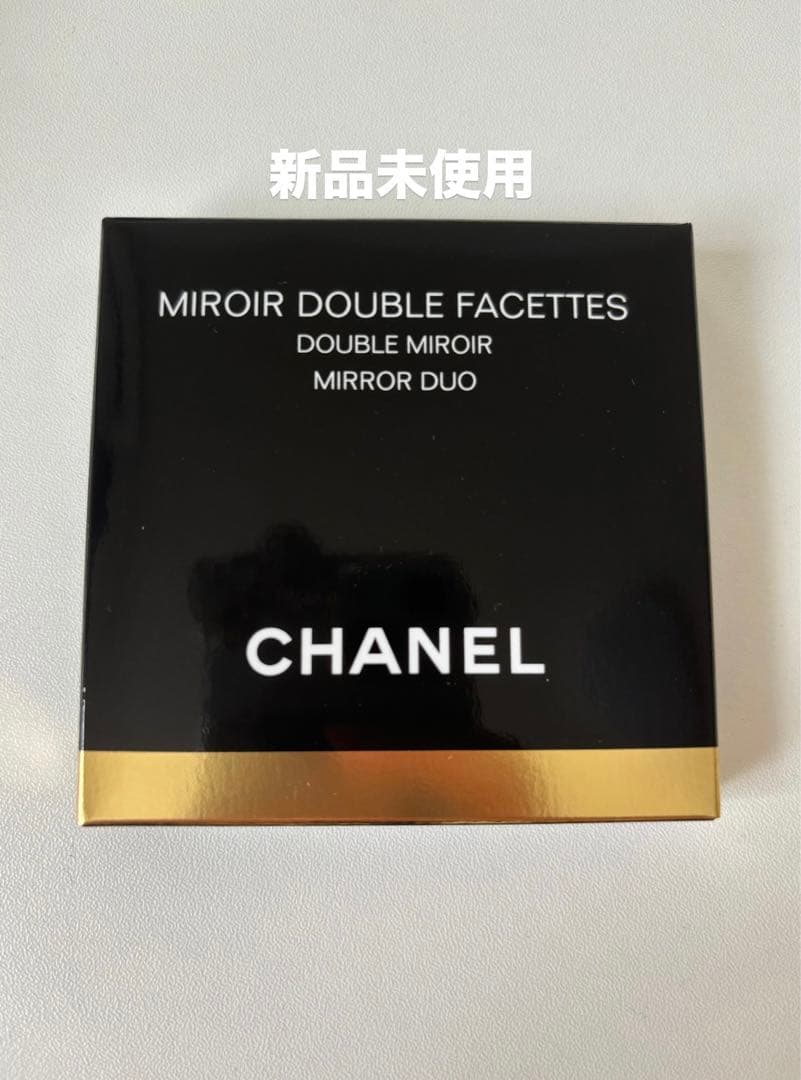 新品未使用
MIROIR DOUBLE FACETTES
DOUBLE MIROIR
MIRROR DUO
CHANEL